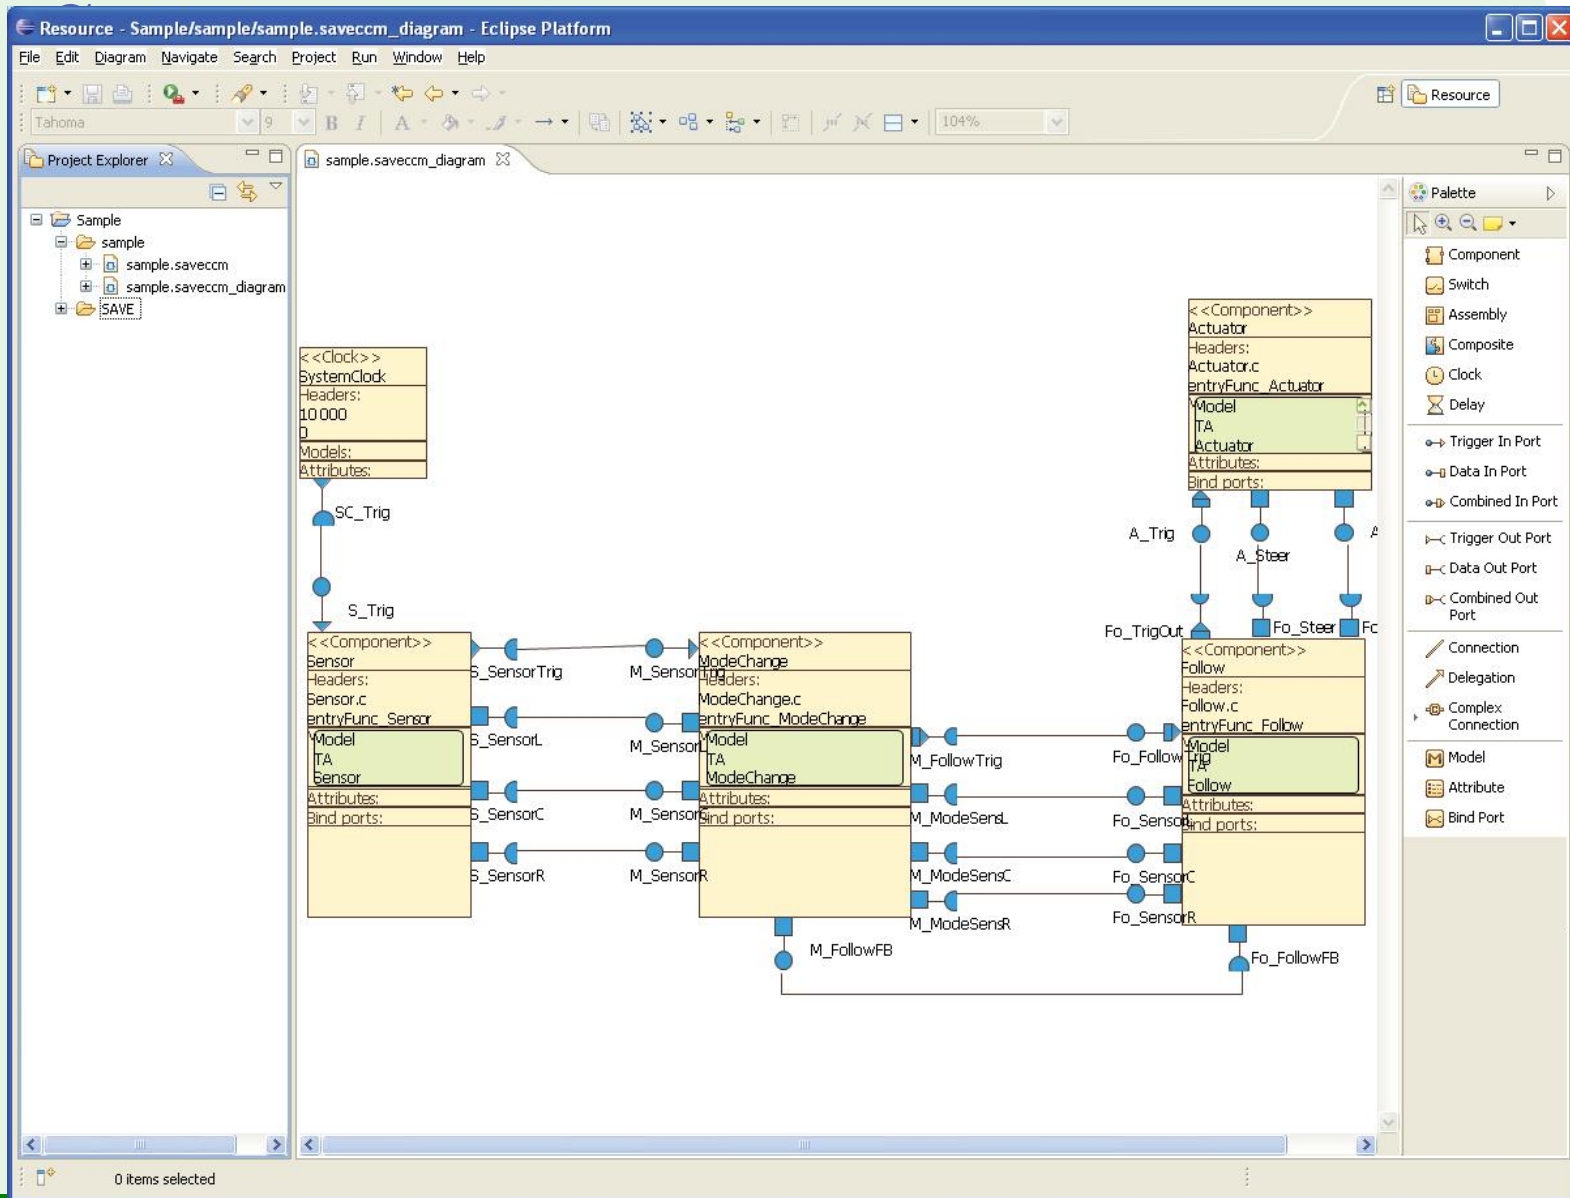 Resource - Sample/sample/sample.saveccm_diagram - Eclipse Platform
File Edit Diagram Navigate Search Project Run Window Help
Resource
Tahoma 9 B I A 104%
Project Explorer
sample.saveccm_diagram
Palette
Sample
sample
sample.saveccm
sample.saveccm_diagram
SAVE
<<Clock>>
SystemClock
Headers:
10000
0
Models:
Attributes:
SC_Trig
S_Trig
<<Component>>
Sensor
Headers:
Sensor.c
entryFunc_Sensor
Model
TA
Sensor
Attributes:
Bind ports:
S_SensorTrig
S_SensorL
S_SensorC
S_SensorR
M_SensorTrig
M_SensorL
M_SensorC
M_SensorR
<<Component>>
ModeChange
Headers:
ModeChange.c
entryFunc_ModeChange
Model
TA
ModeChange
Attributes:
Bind ports:
M_FollowTrig
M_ModeSensL
M_ModeSensC
M_ModeSensR
M_FollowFB
Fo_FollowTrig
Fo_SensorL
Fo_SensorC
Fo_SensorR
Fo_FollowFB
<<Component>>
Actuator
Headers:
Actuator.c
entryFunc_Actuator
Model
TA
Actuator
Attributes:
Bind ports:
A_Trig
A_Steer
A
Fo_TrigOut
Fo_Steer
Fo
<<Component>>
Follow
Headers:
Follow.c
entryFunc_Follow
Model
TA
Follow
Attributes:
Bind ports:
Component
Switch
Assembly
Composite
Clock
Delay
Trigger In Port
Data In Port
Combined In Port
Trigger Out Port
Data Out Port
Combined Out
Port
Connection
Delegation
Complex
Connection
Model
Attribute
Bind Port
0 items selected